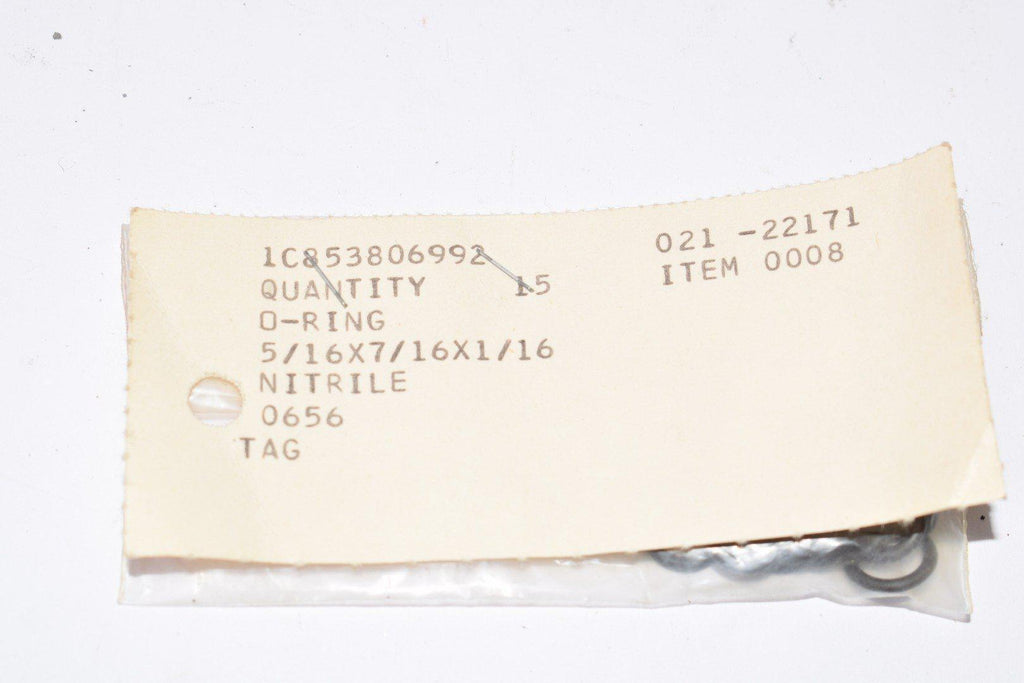 1C853806992
QUANTITY 15
O-RING
5/16X7/16X1/16
NITRILE
0656
TAG
021 -22171
ITEM 0008